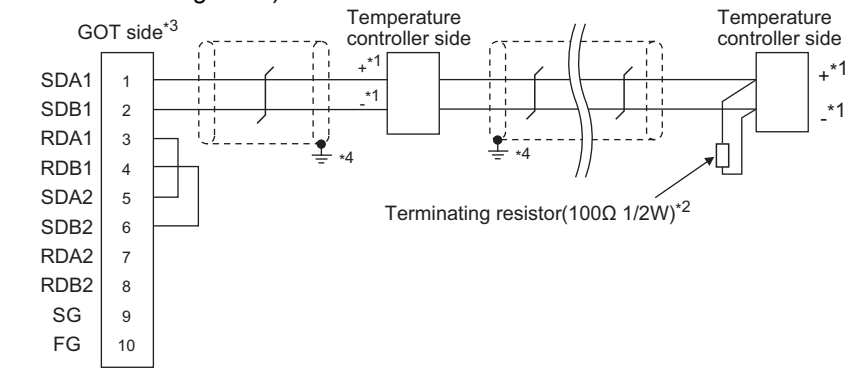 GOT side*3
Temperature
controller side
Temperature
controller side
SDA1 1
SDB1 2
RDA1 3
RDB1 4
SDA2 5
SDB2 6
RDA2 7
RDB2 8
SG 9
FG 10
+*1
-*1
+*1
-*1
*4
*4
Terminating resistor(100Ω 1/2W)*2